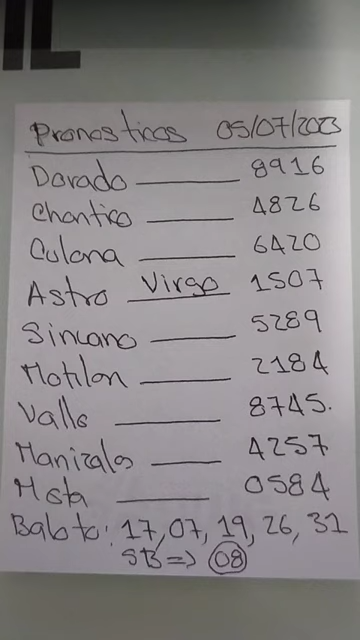 Pronosticos 05/07/2023
Dorado 8916
Chontico 4826
Culona 6420
Astro Virgo 1507
Sinuano 5289
Motilon 2184
Valle 8745.
Manizales 4257
Meta 0584
Baloto: 17, 07, 19, 26, 31
SB => 08